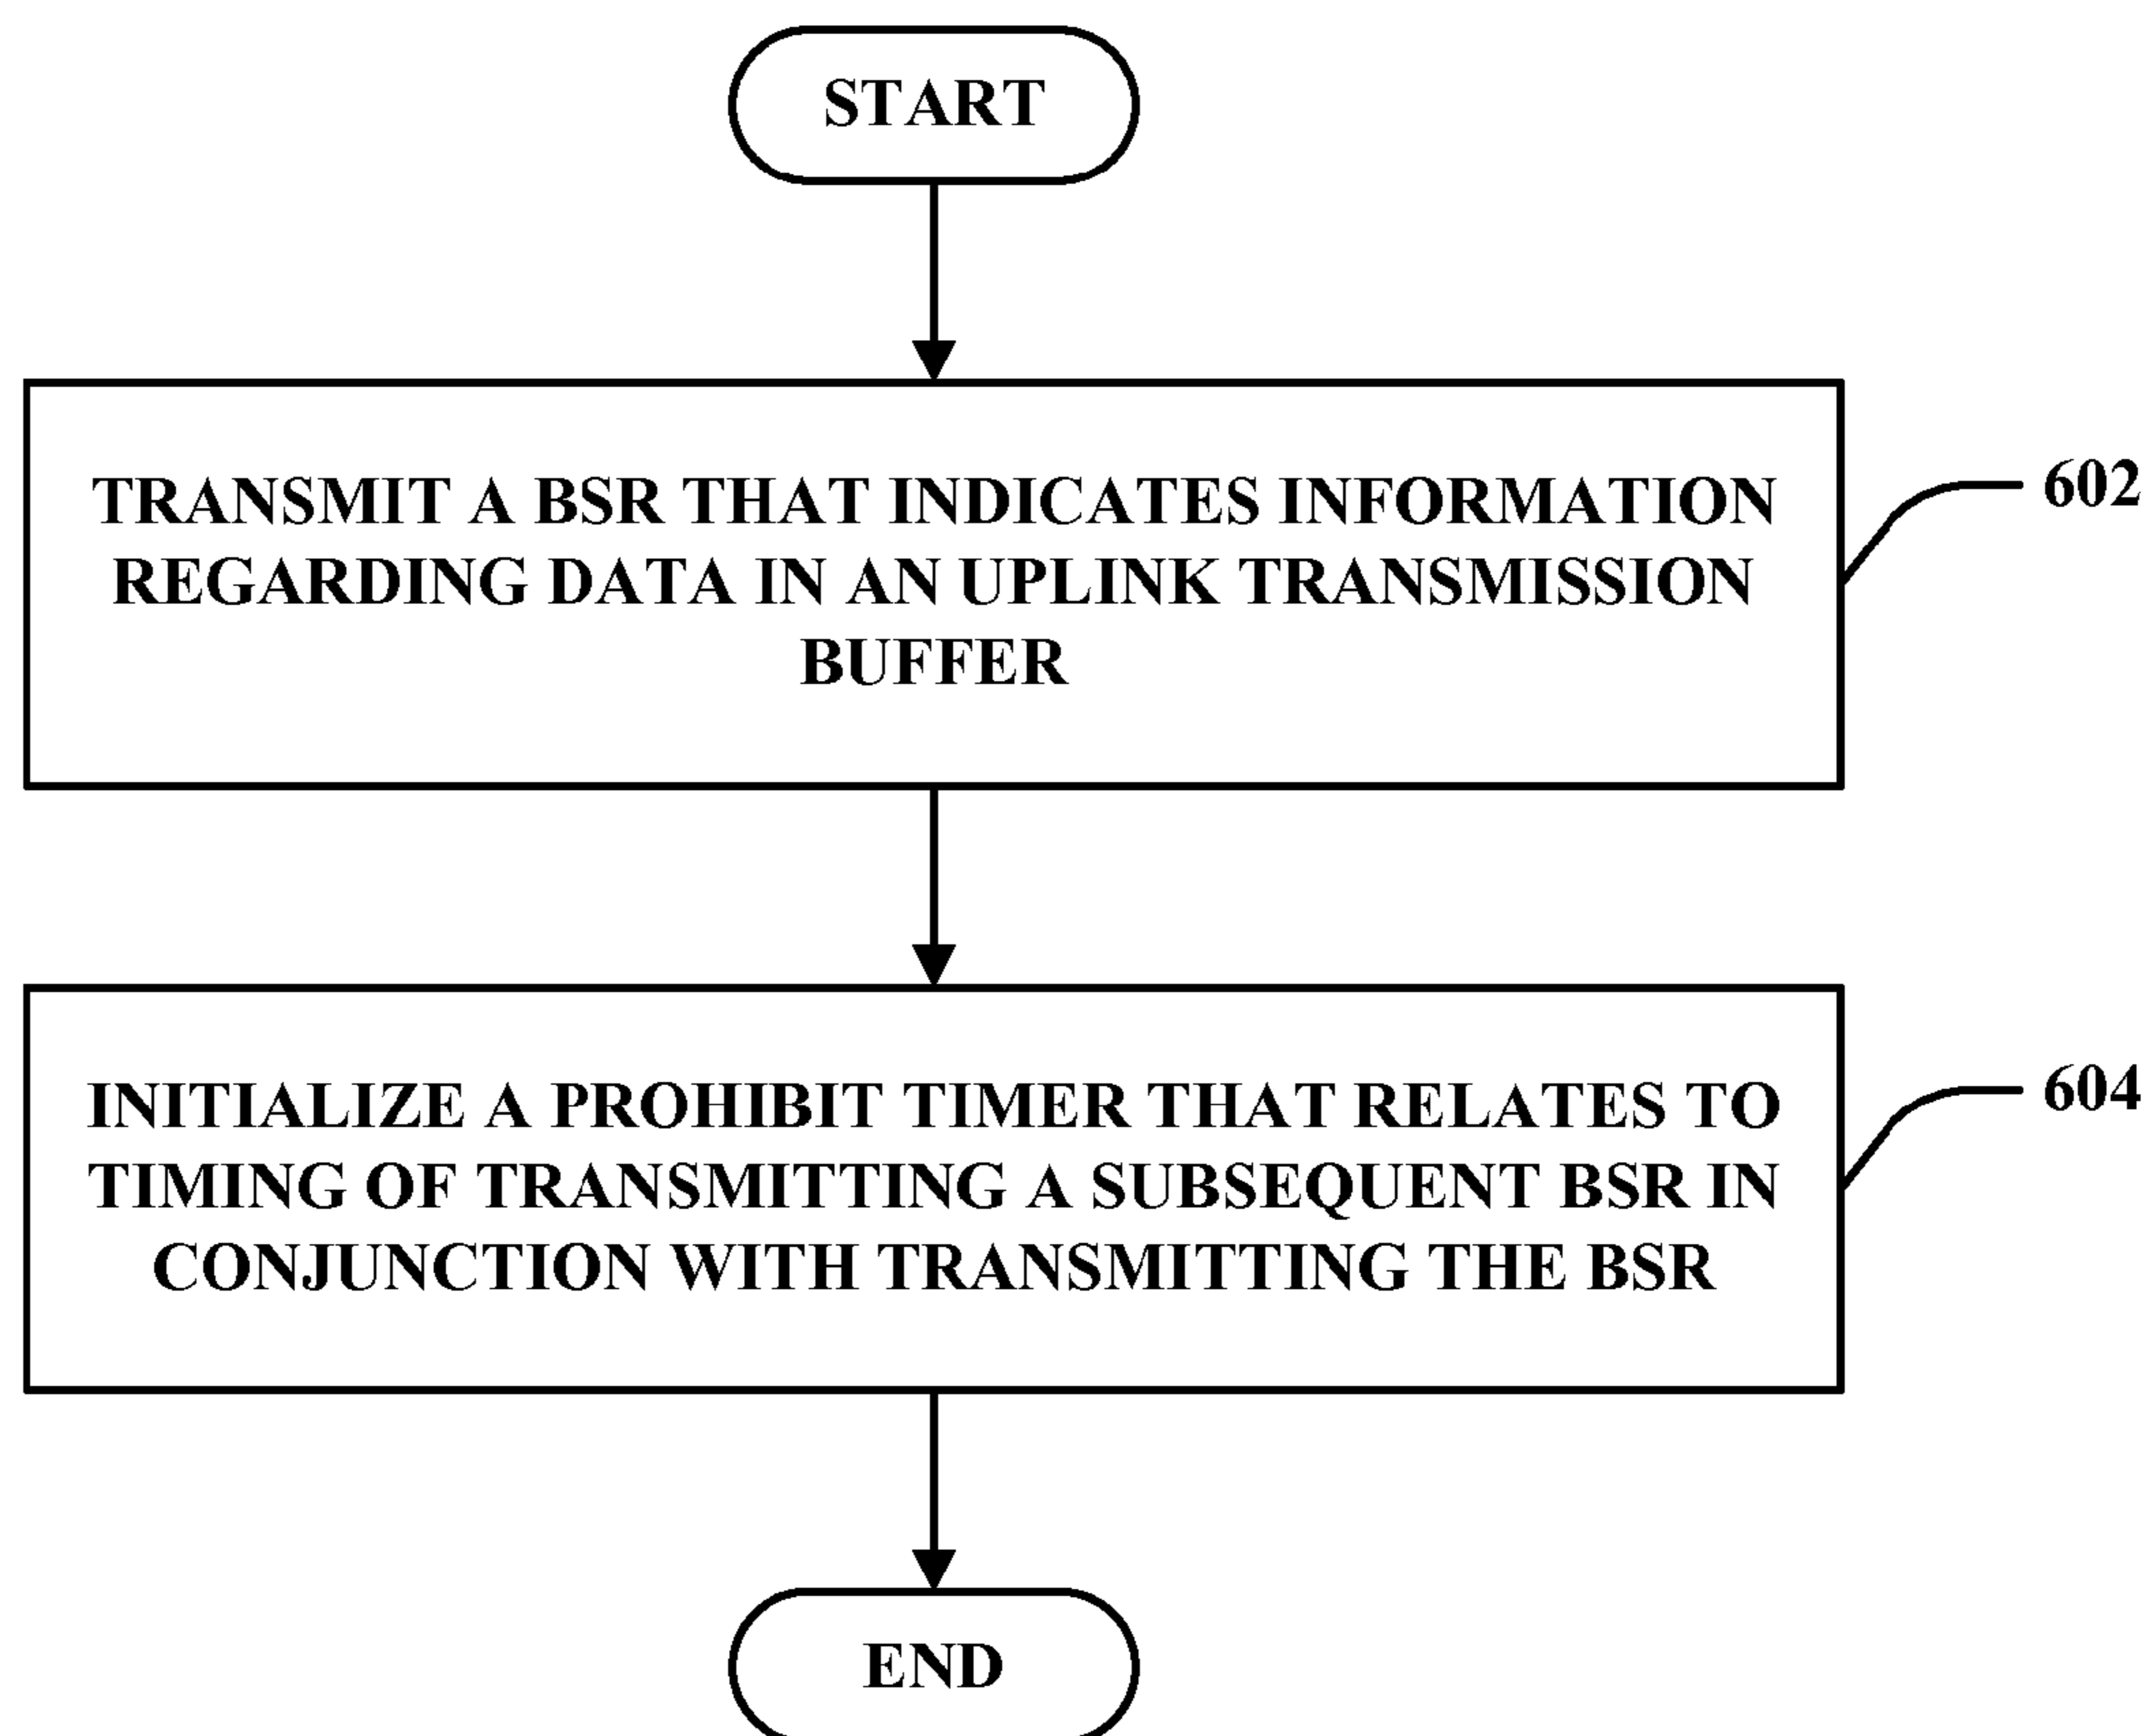 START
TRANSMIT A BSR THAT INDICATES INFORMATION
REGARDING DATA IN AN UPLINK TRANSMISSION
BUFFER
602
INITIALIZE A PROHIBIT TIMER THAT RELATES TO
TIMING OF TRANSMITTING A SUBSEQUENT BSR IN
CONJUNCTION WITH TRANSMITTING THE BSR
604
END